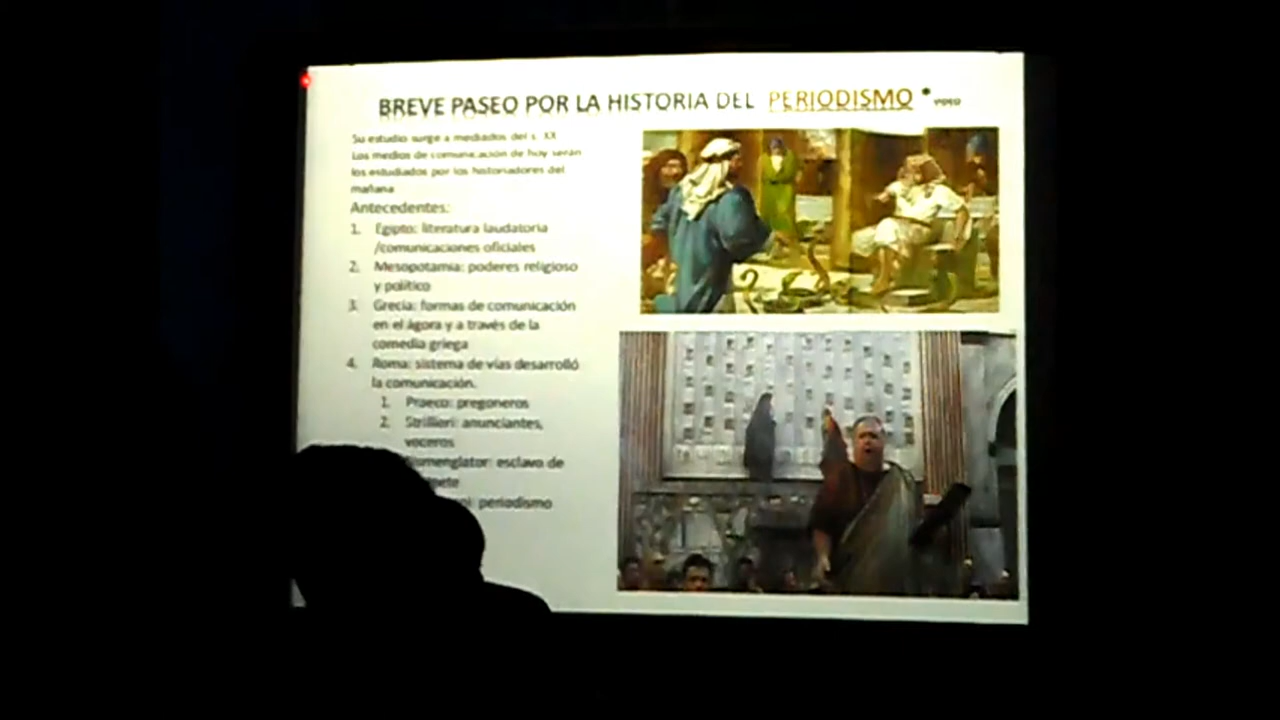 BREVE PASEO POR LA HISTORIA DEL PERIODISMO * VIDEO
Su estudio surge a mediados del s. XX
Los medios de comunicación de hoy serán
los estudiados por los historiadores del
mañana
Antecedentes:
1. Egipto: literatura laudatoria
/comunicaciones oficiales
2. Mesopotamia: poderes religioso
y político
3. Grecia: formas de comunicación
en el ágora y a través de la
comedia griega
4. Roma: sistema de vías desarrolló
la comunicación.
1. Praeco: pregoneros
2. Strillieri: anunciantes,
voceros
esclavo de
periodismo